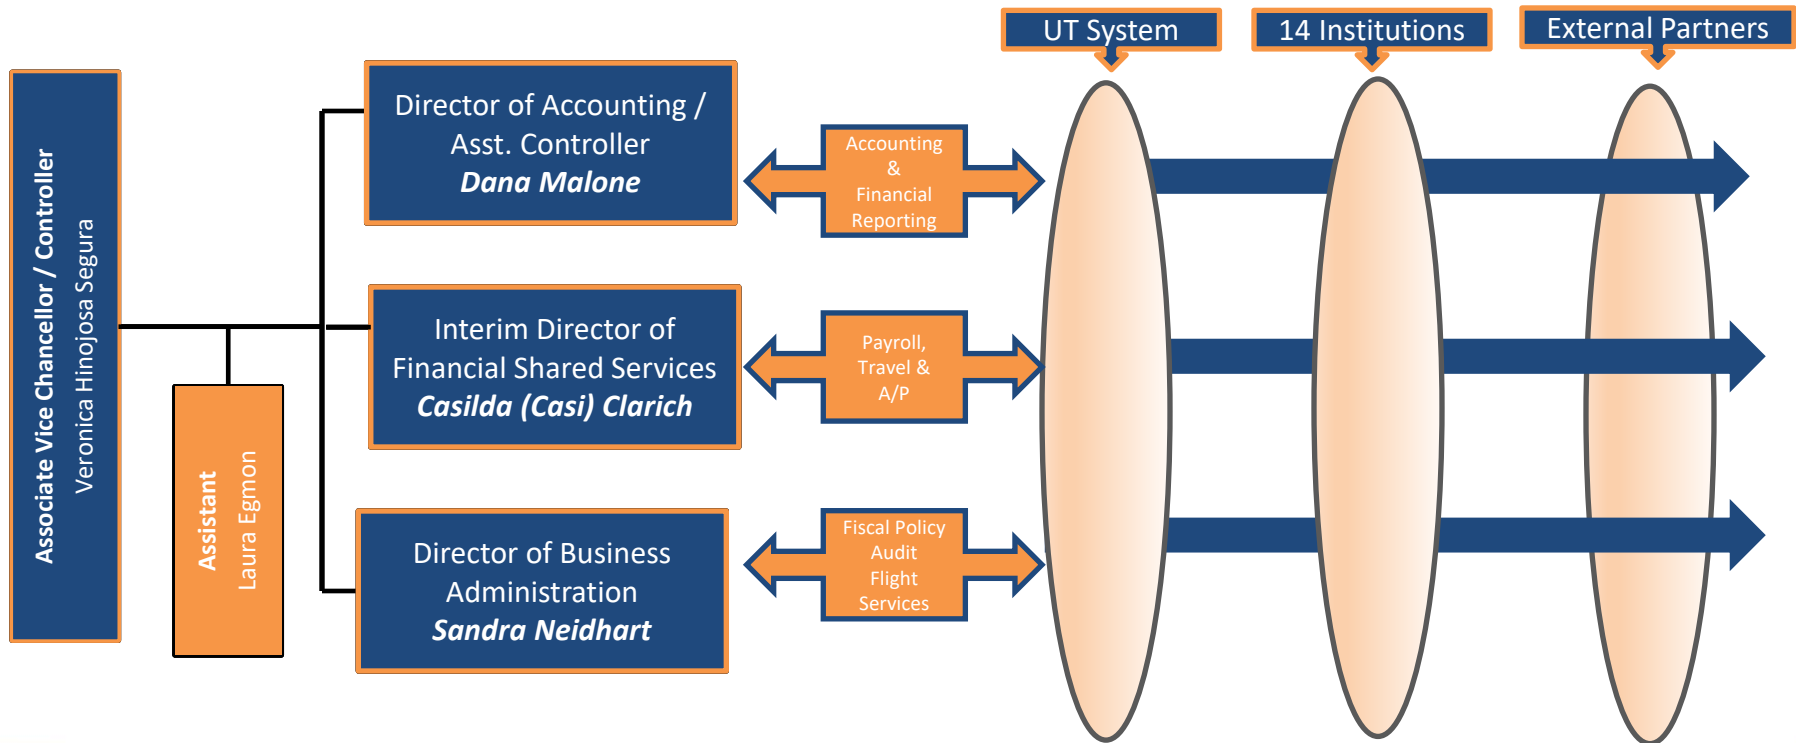 UT System
14 Institutions
External Partners
Associate Vice Chancellor / Controller
Veronica Hinojosa Segura
Assistant
Laura Egmon
Director of Accounting /
Asst. Controller
Dana Malone
Accounting
&
Financial
Reporting
Interim Director of
Financial Shared Services
Casilda (Casi) Clarich
Payroll,
Travel &
A/P
Director of Business
Administration
Sandra Neidhart
Fiscal Policy
Audit
Flight
Services